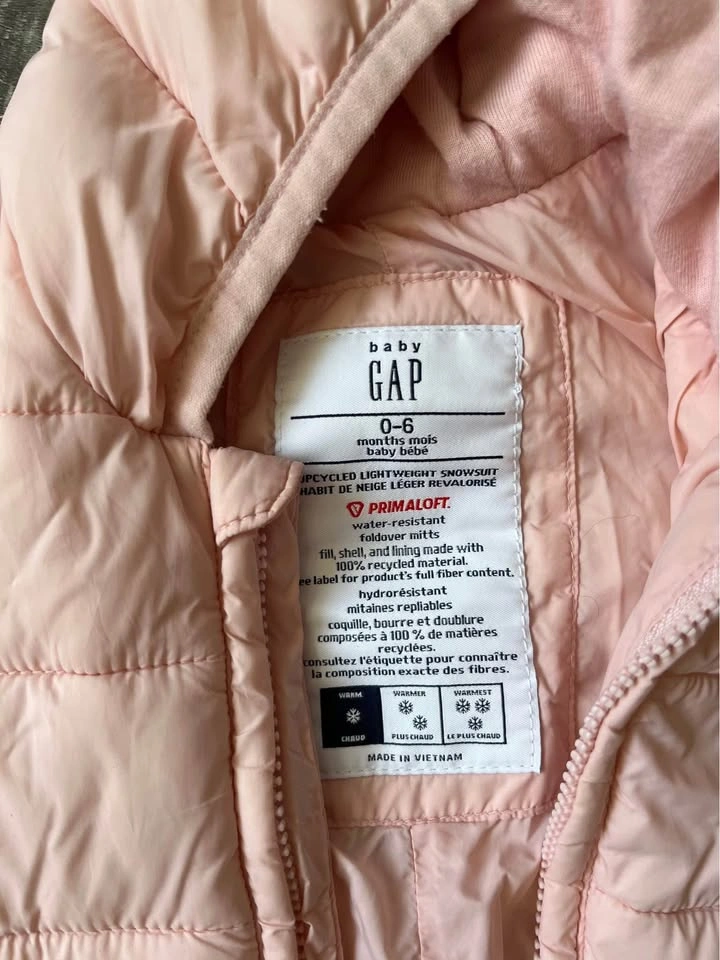 baby
GAP
0-6
months mois
baby bébé
UPCYCLED LIGHTWEIGHT SNOWSUIT
HABIT DE NEIGE LÉGER REVALORISÉ
PRIMALOFT.
water-resistant
foldover mitts
fill, shell, and lining made with
100% recycled material.
see label for product's full fiber content.
hydrorésistant
mitaines repliables
coquille, bourre et doublure
composées à 100 % de matières
recyclées.
consultez l'étiquette pour connaître
la composition exacte des fibres.
WARM WARMER WARMEST
CHAUD PLUS CHAUD LE PLUS CHAUD
MADE IN VIETNAM